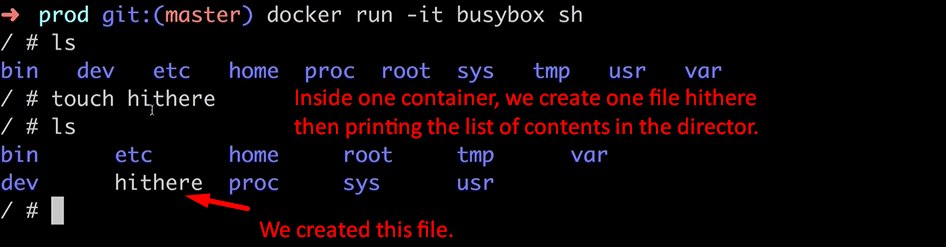 ➜ prod git:(master) docker run -it busybox sh
/ # ls
bin dev etc home proc root sys tmp usr var
/ # touch hithere
Inside one container, we create one file hithere
then printing the list of contents in the director.
/ # ls
bin etc home root tmp var
dev hithere proc sys usr
/ #
We created this file.